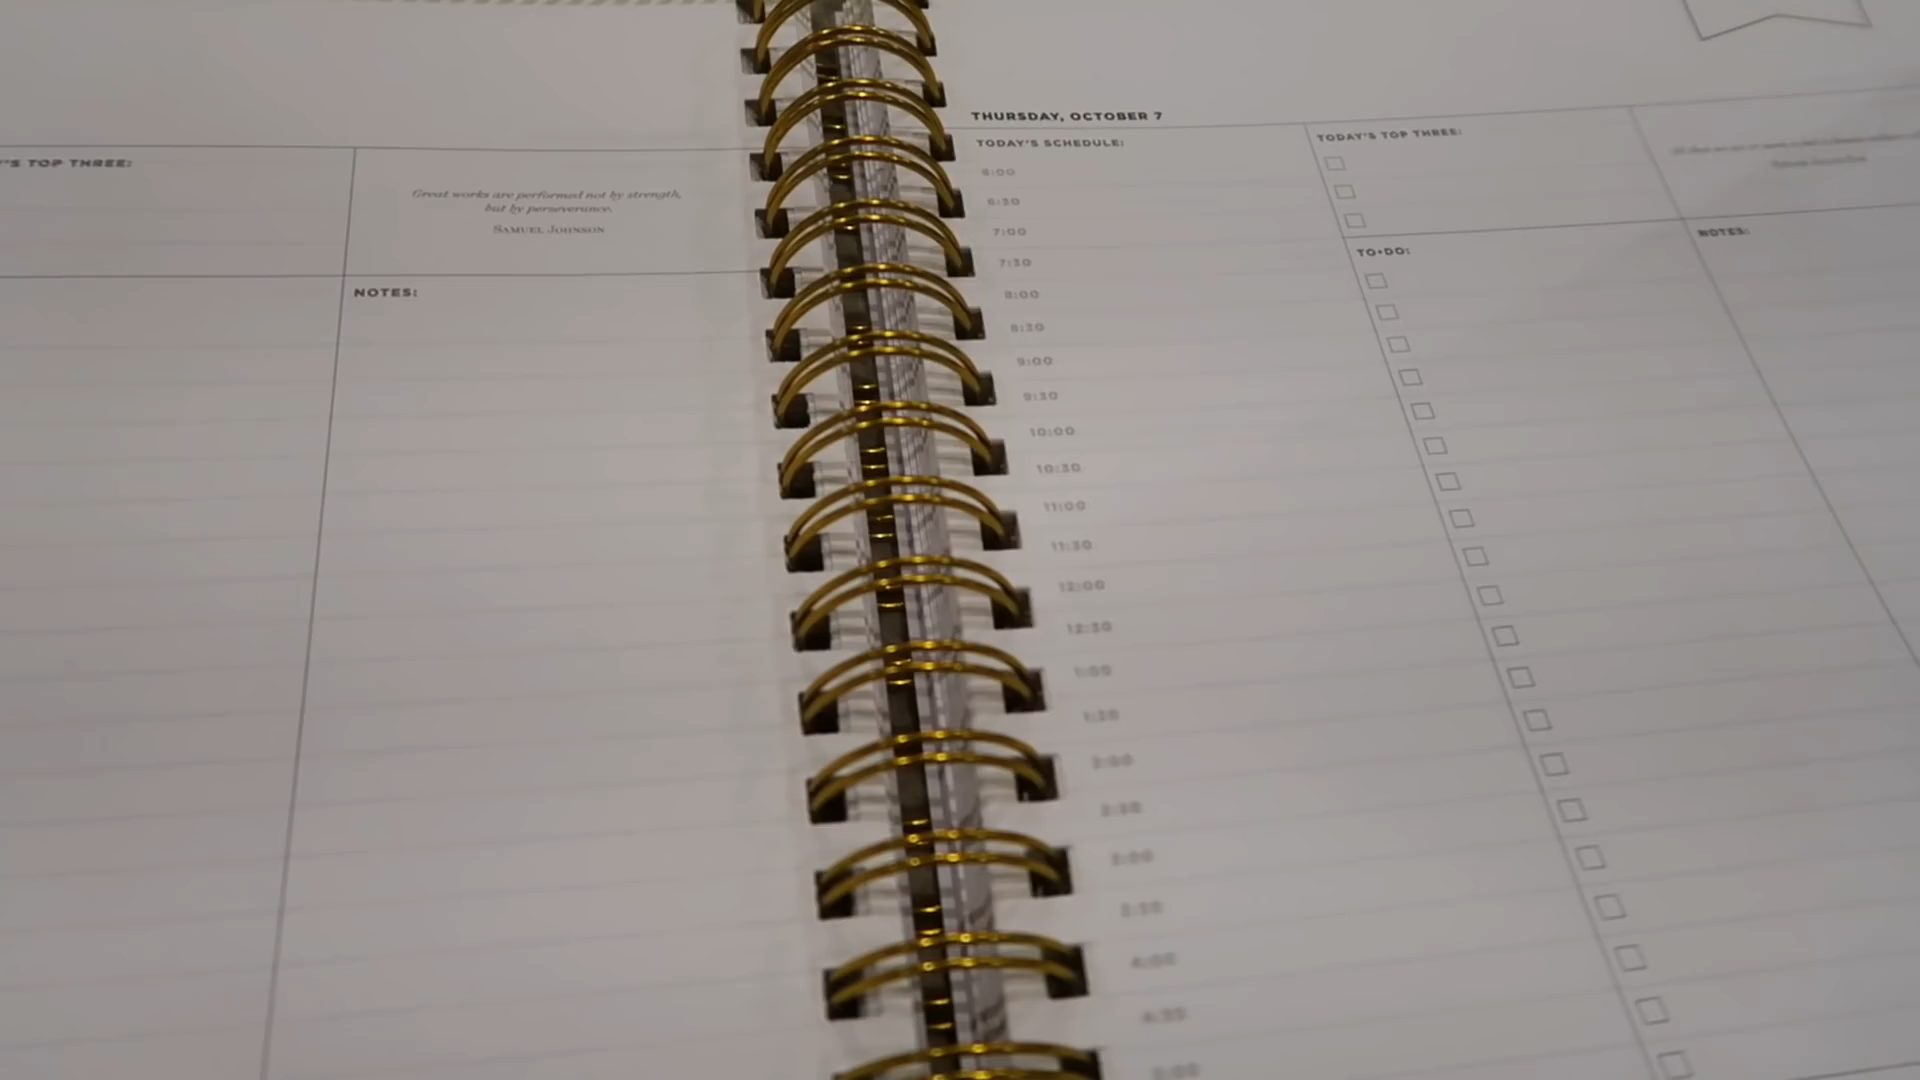 'S TOP THREE:
Great works are performed not by strength,
but by perseverance.
SAMUEL JOHNSON
NOTES:
THURSDAY, OCTOBER 7
TODAY'S SCHEDULE:
6:00
6:30
7:00
7:30
8:00
8:30
9:00
9:30
10:00
10:30
11:00
11:30
12:00
12:30
1:00
1:30
2:00
2:30
3:00
3:30
4:00
4:30
5:00
TODAY'S TOP THREE:
TO-DO:
NOTES: